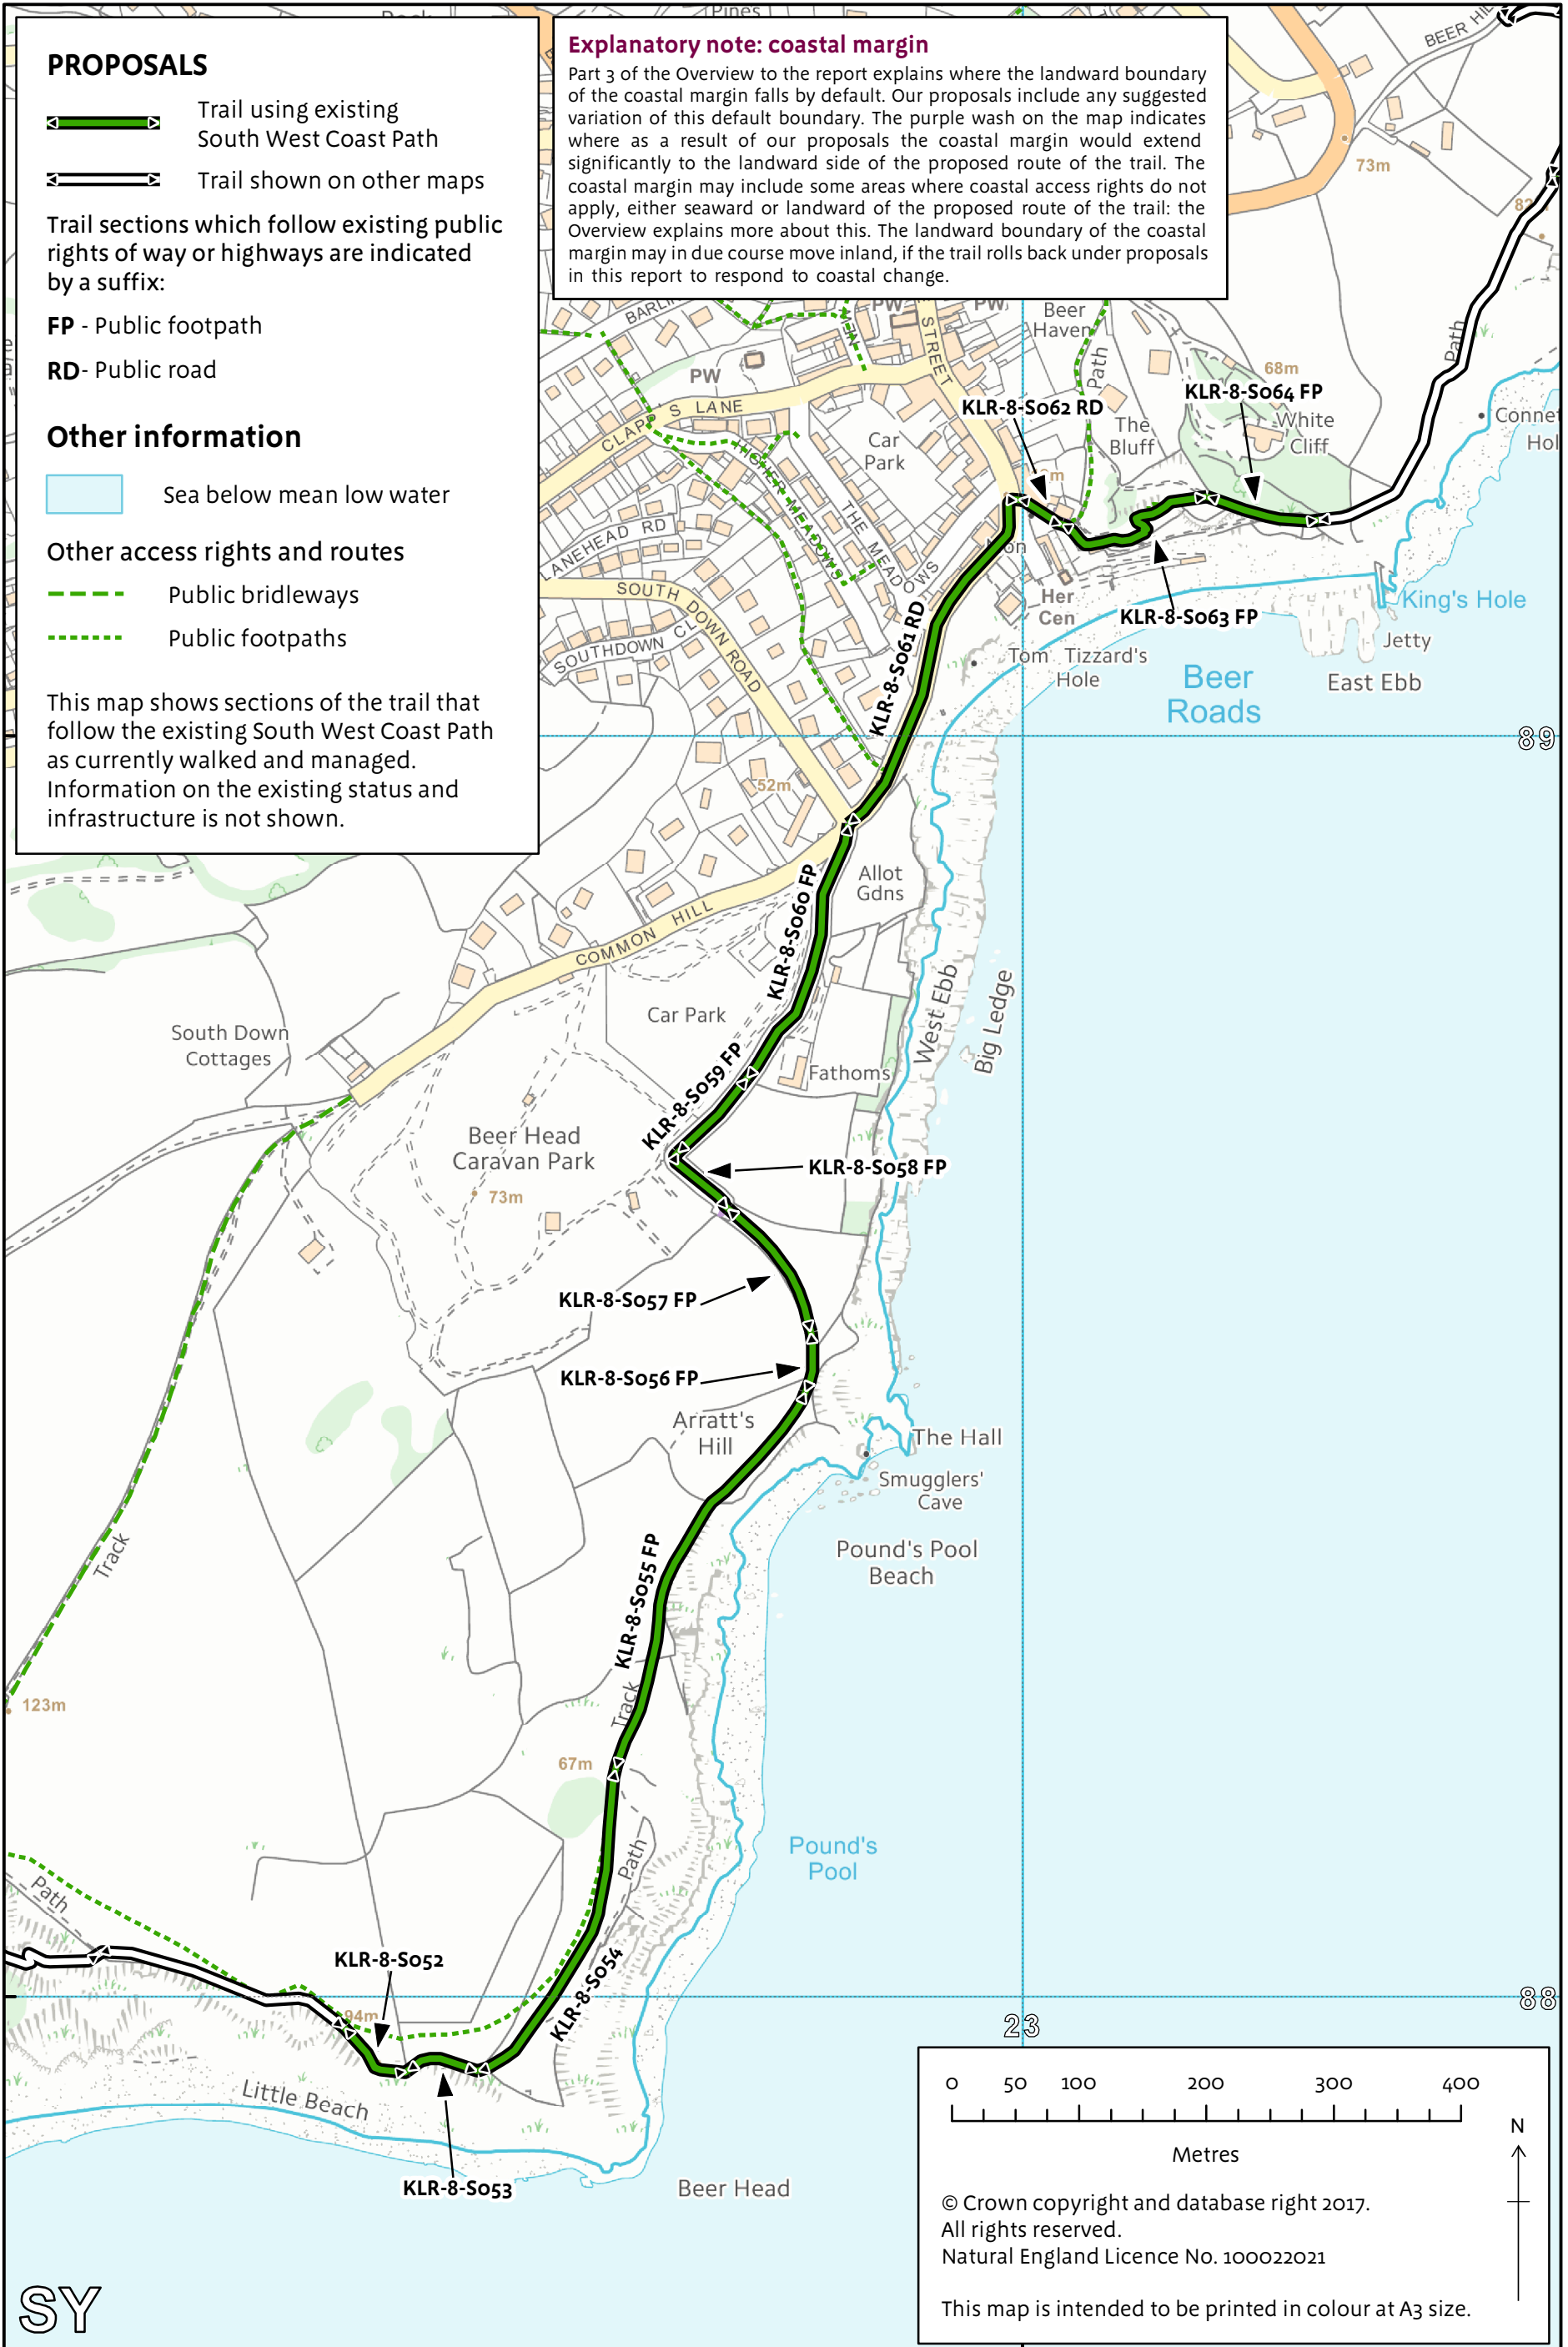 PROPOSALS
Trail using existing
South West Coast Path
Trail shown on other maps
Trail sections which follow existing public
rights of way or highways are indicated
by a suffix:
FP - Public footpath
RD - Public road
Other information
Sea below mean low water
Other access rights and routes
Public bridleways
Public footpaths
This map shows sections of the trail that
follow the existing South West Coast Path
as currently walked and managed.
Information on the existing status and
infrastructure is not shown.
Explanatory note: coastal margin
Part 3 of the Overview to the report explains where the landward boundary
of the coastal margin falls by default. Our proposals include any suggested
variation of this default boundary. The purple wash on the map indicates
where as a result of our proposals the coastal margin would extend
significantly to the landward side of the proposed route of the trail. The
coastal margin may include some areas where coastal access rights do not
apply, either seaward or landward of the proposed route of the trail: the
Overview explains more about this. The landward boundary of the coastal
margin may in due course move inland, if the trail rolls back under proposals
in this report to respond to coastal change.
Pines
BEER HIL
73m
Path
PW
PW
STREET
Beer
Haven
Path
68m
KLR-8-S064 FP
White
Cliff
KLR-8-S062 RD
The
Bluff
PW
CLAPP'S LANE
Car
Park
HIGHER MEADOWS
THE MEADOWS
LANEHEAD RD
SOUTH DOWN ROAD
SOUTHDOWN CL
Mon
Her
Cen
KLR-8-S063 FP
King's Hole
Jetty
East Ebb
Tom Tizzard's
Hole
Beer
Roads
KLR-8-S061 RD
89
52m
Allot
Gdns
KLR-8-S060 FP
COMMON HILL
Car Park
West Ebb
Big Ledge
South Down
Cottages
Fathoms
KLR-8-S059 FP
Beer Head
Caravan Park
KLR-8-S058 FP
73m
KLR-8-S057 FP
KLR-8-S056 FP
Arratt's
Hill
The Hall
Smugglers'
Cave
Pound's Pool
Beach
Track
KLR-8-S055 FP
Track
123m
67m
Pound's
Pool
Path
Path
KLR-8-S052
94m
KLR-8-S054
88
23
Little Beach
KLR-8-S053
Beer Head
0 50 100 200 300 400
Metres
N
© Crown copyright and database right 2017.
All rights reserved.
Natural England Licence No. 100022021
This map is intended to be printed in colour at A3 size.
SY